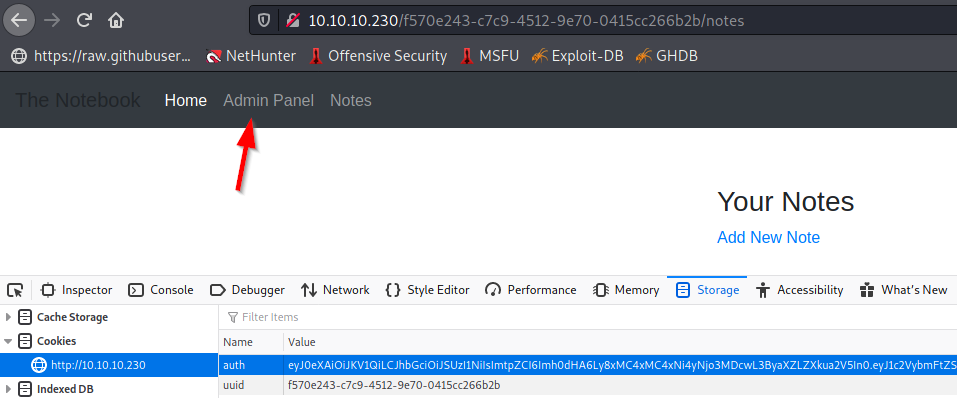 10.10.10.230/f570e243-c7c9-4512-9e70-0415cc266b2b/notes
https://raw.githubuser... NetHunter Offensive Security MSFU Exploit-DB GHDB
The Notebook Home Admin Panel Notes
Your Notes
Add New Note
Inspector Console Debugger Network Style Editor Performance Memory Storage Accessibility What's New
Cache Storage
Filter Items
Cookies
Name Value
http://10.10.10.230
auth eyJ0eXAiOiJKV1QiLCJhbGciOiJSUzI1NiIsImtpZCI6Imh0dHA6Ly8xMC4xMC4xNi4yNjo3MDcwL3ByaXZLZXkua2V5In0.eyJ1c2VybmFtZS
uuid f570e243-c7c9-4512-9e70-0415cc266b2b
Indexed DB